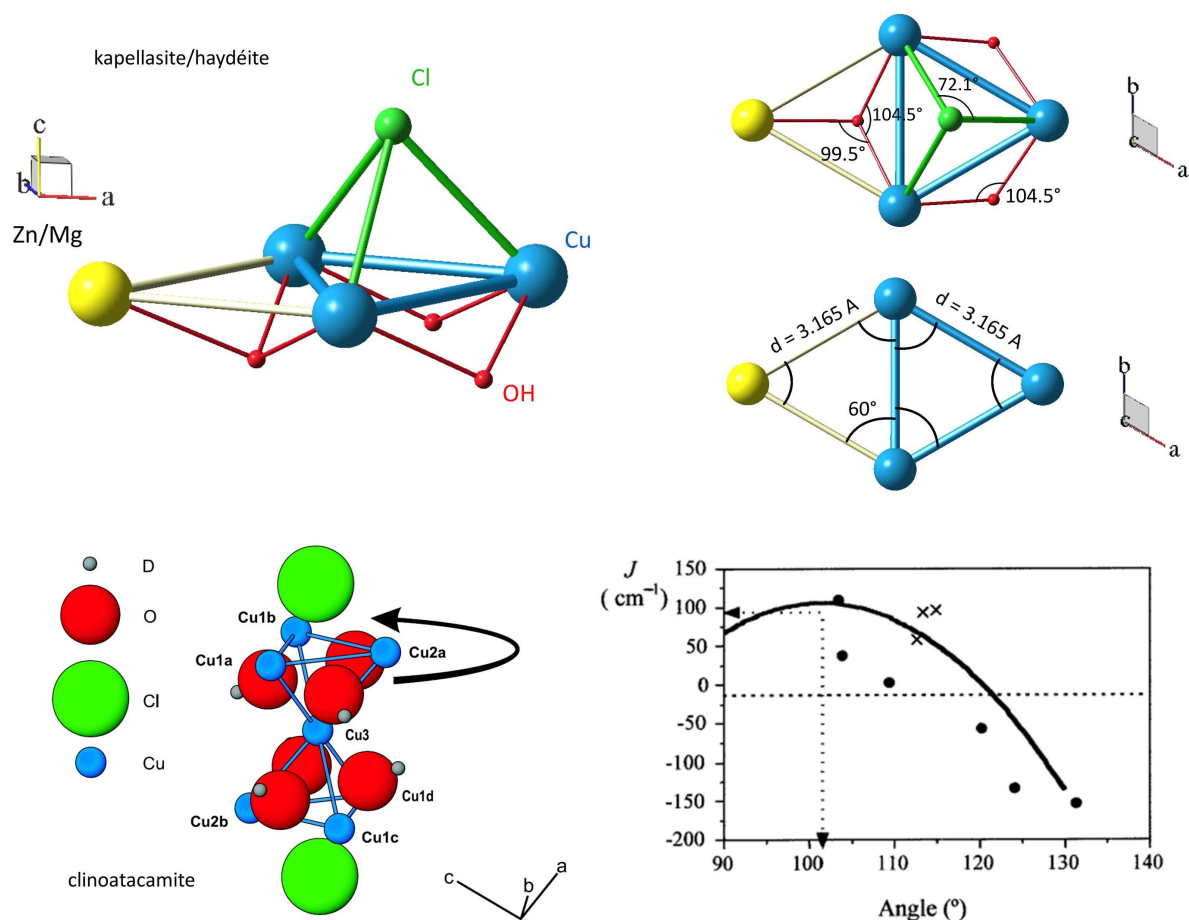 kapellasite/haydéite
Cl
c
b
a
Zn/Mg
Cu
OH
72.1°
104.5°
99.5°
104.5°
b
c
a
d = 3.165 A
d = 3.165 A
60°
b
c
a
D
O
Cl
Cu
Cu1b
Cu1a
Cu2a
Cu3
Cu1d
Cu2b
Cu1c
clinoatacamite
c
b
a
J
( cm⁻¹)
150
100
50
0
-50
-100
-150
-200
90
100
110
120
130
140
Angle (º)